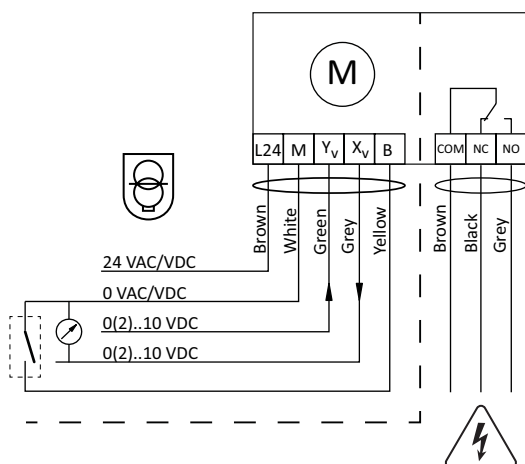 M
L24 M Yv Xv B COM NC NO
Brown White Green Grey Yellow Brown Black Grey
24 VAC/VDC
0 VAC/VDC
0(2)..10 VDC
0(2)..10 VDC